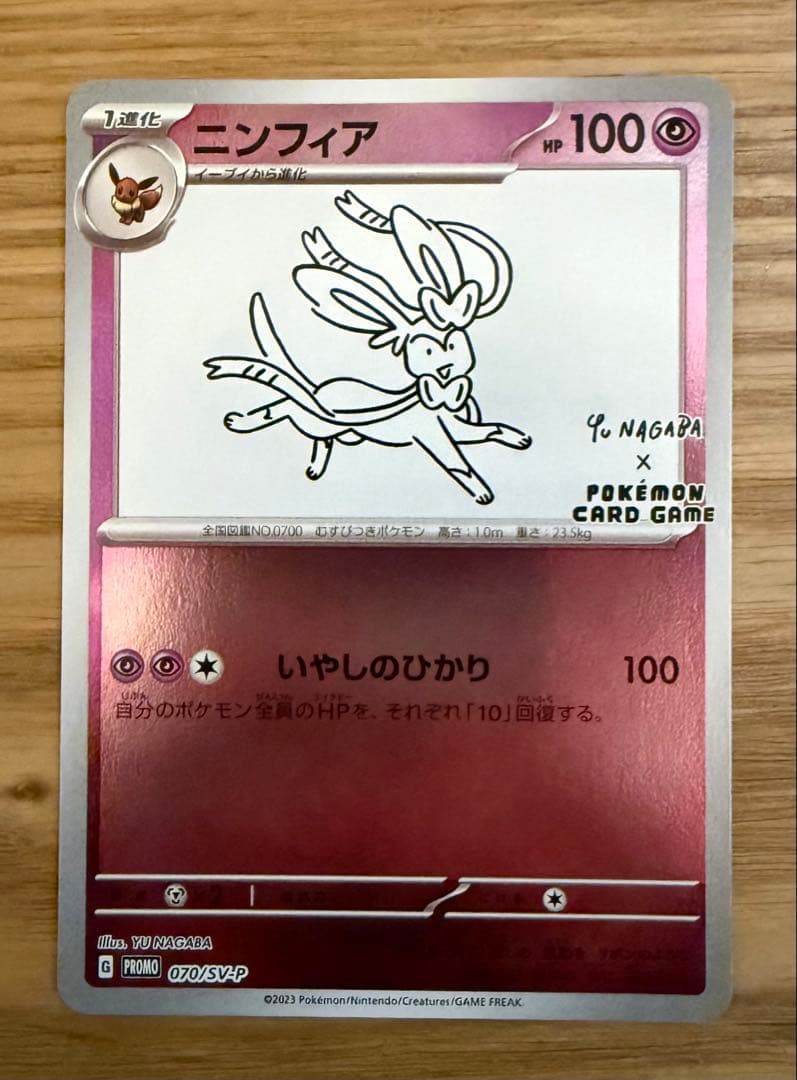 1進化
ニンフィア
HP 100
イーブイから進化
Yu NAGABA
×
POKÉMON
CARD GAME
全国図鑑NO.0700 むすびつきポケモン 高さ:1.0m 重さ:23.5kg
いやしのひかり 100
自分のポケモン全員のHPを、それぞれ「10」回復する。
Illus. YU NAGABA
G PROMO 070/SV-P
©2023 Pokémon/Nintendo/Creatures/GAME FREAK